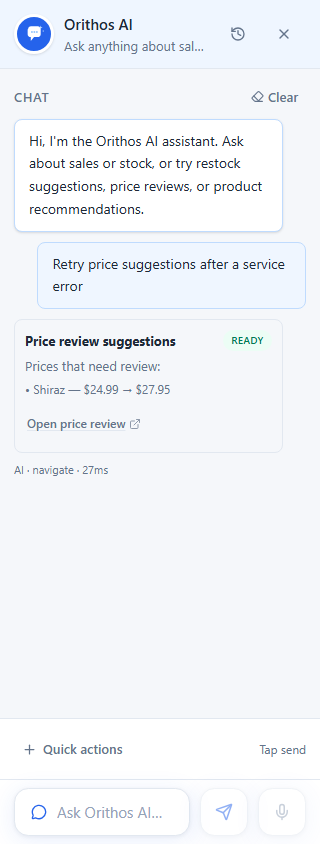 Orithos AI
Ask anything about sal...
CHAT
Clear
Hi, I'm the Orithos AI assistant. Ask
about sales or stock, or try restock
suggestions, price reviews, or product
recommendations.
Retry price suggestions after a service
error
Price review suggestions
READY
Prices that need review:
• Shiraz — $24.99 → $27.95
Open price review
AI · navigate · 27ms
Quick actions
Tap send
Ask Orithos AI...